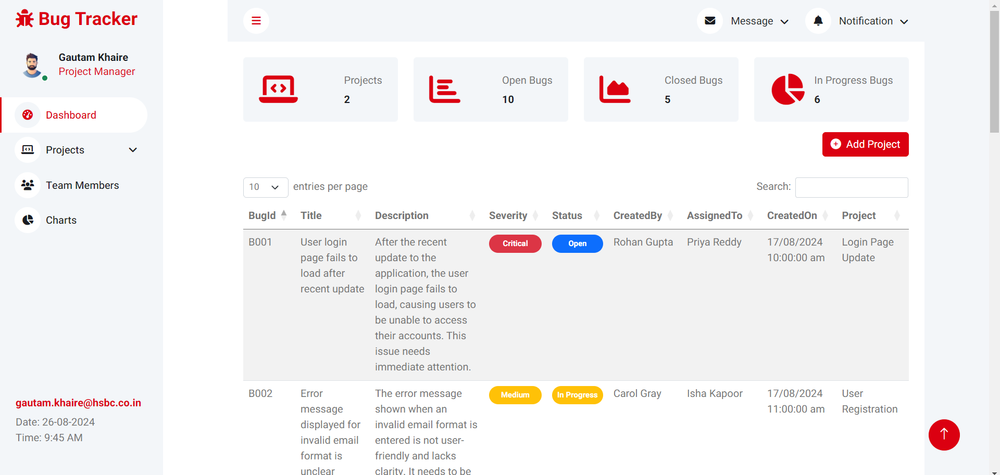 Bug Tracker
Gautam Khaire
Project Manager
Dashboard
Projects
Team Members
Charts
gautam.khaire@hsbc.co.in
Date: 26-08-2024
Time: 9:45 AM
Message
Notification
Projects
2
Open Bugs
10
Closed Bugs
5
In Progress Bugs
6
Add Project
10 entries per page
Search:
BugId Title Description Severity Status CreatedBy AssignedTo CreatedOn Project
B001
User login
page fails to
load after
recent update
After the recent
update to the
application, the user
login page fails to
load, causing users to
be unable to access
their accounts. This
issue needs
immediate attention.
Critical
Open
Rohan Gupta
Priya Reddy
17/08/2024
10:00:00 am
Login Page
Update
B002
Error
message
displayed for
invalid email
format is
unclear
The error message
shown when an
invalid email format is
entered is not user-
friendly and lacks
clarity. It needs to be
Medium
In Progress
Carol Gray
Isha Kapoor
17/08/2024
11:00:00 am
User
Registration